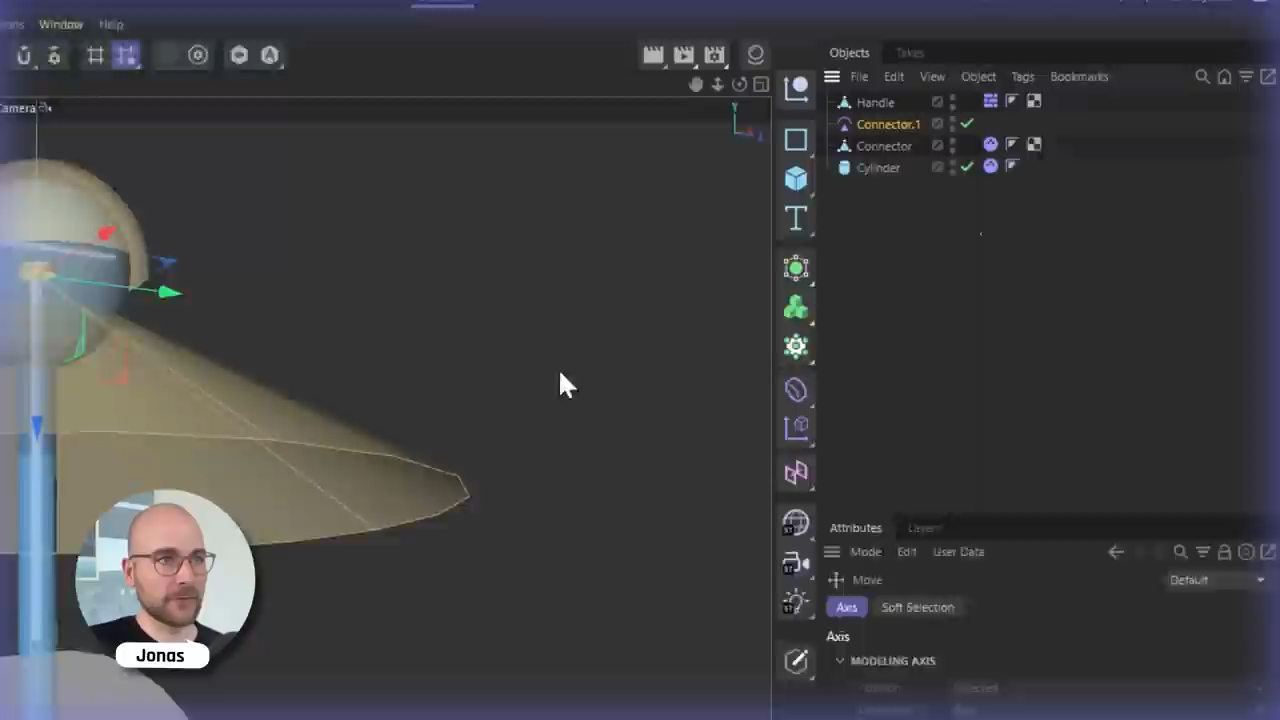 Window Help
Camera
Y
Objects Takes
File Edit View Object Tags Bookmarks
Handle
Connector.1
Connector
Cylinder
Attributes Layers
Mode Edit User Data
Move Default
Axis Soft Selection
Axis
MODELING AXIS
Jonas